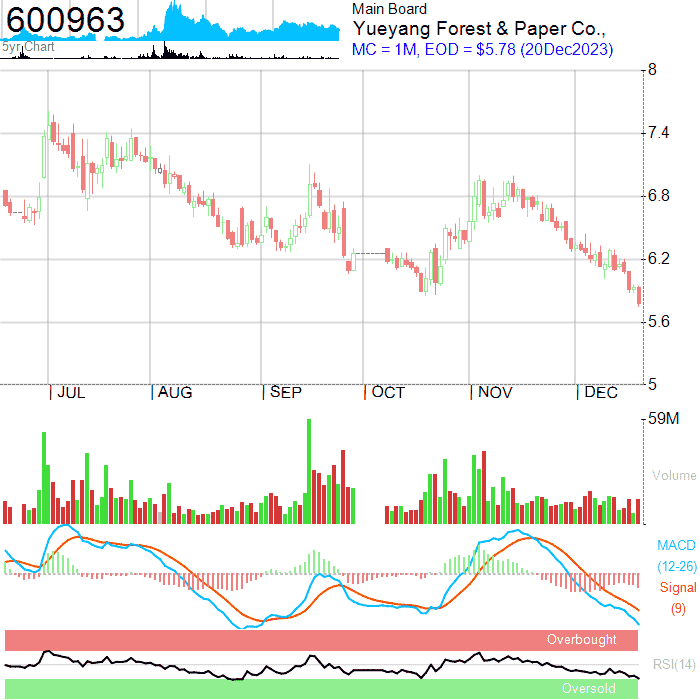 600963
5yr Chart
Main Board
Yueyang Forest & Paper Co.,
MC = 1M, EOD = $5.78 (20Dec2023)
8
7.4
6.8
6.2
5.6
5
JUL AUG SEP OCT NOV DEC
59M
Volume
MACD
(12-26)
Signal
(9)
Overbought
RSI(14)
Oversold